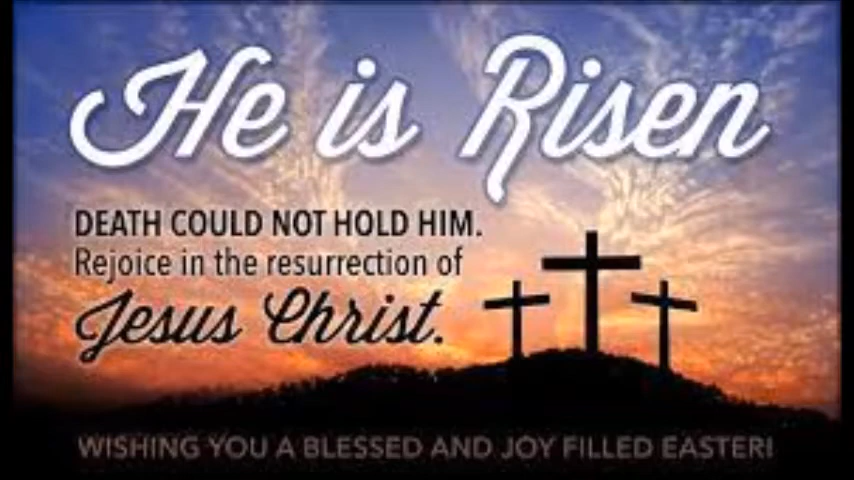 He is Risen
DEATH COULD NOT HOLD HIM.
Rejoice in the resurrection of
Jesus Christ.
WISHING YOU A BLESSED AND JOY FILLED EASTER!